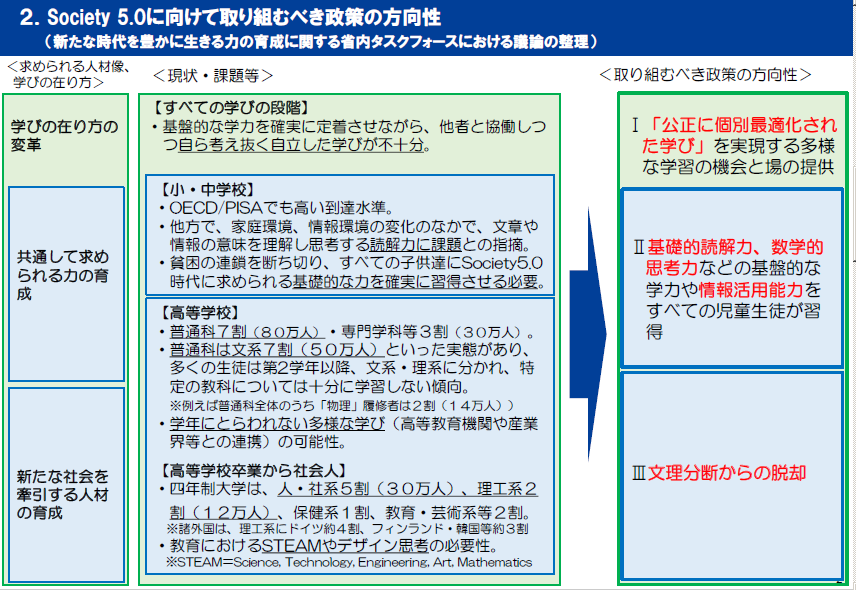 2. Society 5.0に向けて取り組むべき政策の方向性
（新たな時代を豊かに生きる力の育成に関する省内タスクフォースにおける議論の整理）
＜求められる人材像、
学びの在り方＞
＜現状・課題等＞
＜取り組むべき政策の方向性＞
学びの在り方の
変革
【すべての学びの段階】
・基盤的な学力を確実に定着させながら、他者と協働しつ
つ自ら考え抜く自立した学びが不十分。
Ⅰ「公正に個別最適化され
た学び」を実現する多様
な学習の機会と場の提供
共通して求め
られる力の育
成
【小・中学校】
・OECD/PISAでも高い到達水準。
・他方で、家庭環境、情報環境の変化のなかで、文章や
情報の意味を理解し思考する読解力に課題との指摘。
・貧困の連鎖を断ち切り、すべての子供達にSociety5.0
時代に求められる基礎的な力を確実に習得させる必要。
Ⅱ基礎的読解力、数学的
思考力などの基盤的な
学力や情報活用能力を
すべての児童生徒が習
得
新たな社会を
牽引する人材
の育成
【高等学校】
・普通科７割（８０万人）・専門学科等３割（３０万人）。
・普通科は文系７割（５０万人）といった実態があり、
多くの生徒は第2学年以降、文系・理系に分かれ、特
定の教科については十分に学習しない傾向。
※例えば普通科全体のうち「物理」履修者は２割（１４万人））
・学年にとらわれない多様な学び（高等教育機関や産業
界等との連携）の可能性。
【高等学校卒業から社会人】
・四年制大学は、人・社系５割（３０万人）、理工系２
割（１２万人）、保健系１割、教育・芸術系等２割。
※諸外国は、理工系にドイツ約４割、フィンランド・韓国等約３割
・教育におけるSTEAMやデザイン思考の必要性。
※STEAM＝Science, Technology, Engineering, Art, Mathematics
Ⅲ文理分断からの脱却